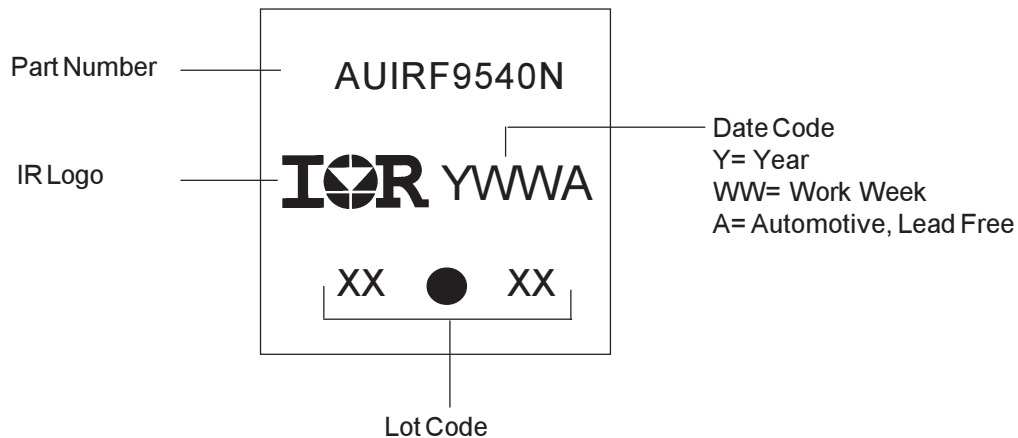 Part Number
AUIRF9540N
IR Logo
IOR YWWA
Date Code
Y= Year
WW= Work Week
A= Automotive, Lead Free
XX ● XX
Lot Code